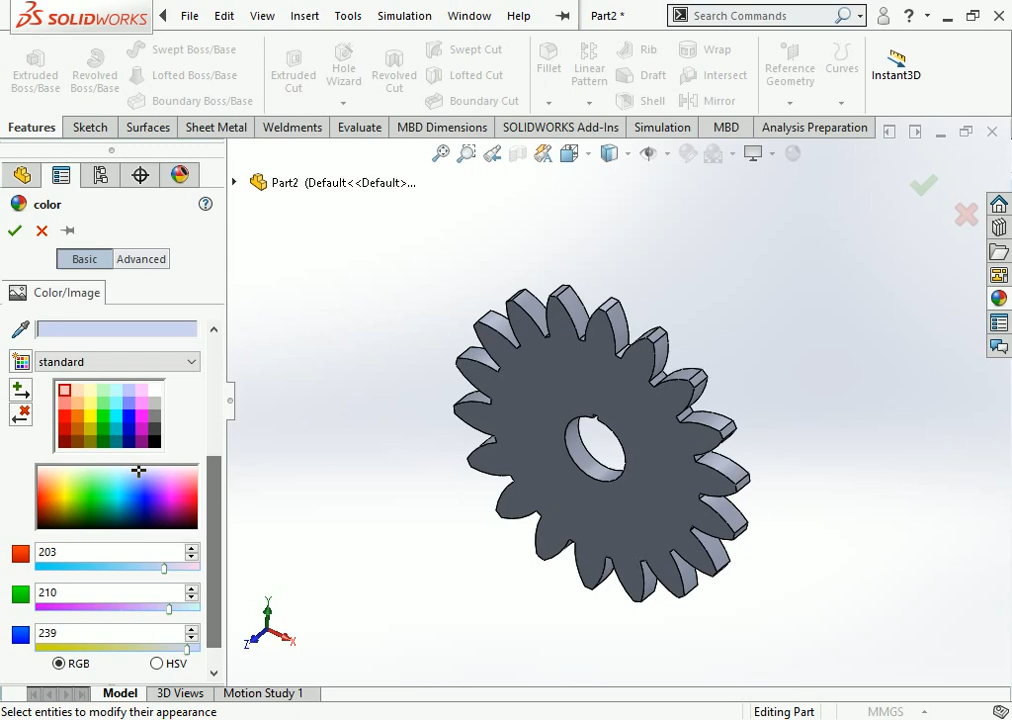 SOLIDWORKS
File Edit View Insert Tools Simulation Window Help
Part2 *
Search Commands
?
Extruded Boss/Base
Revolved Boss/Base
Swept Boss/Base
Lofted Boss/Base
Boundary Boss/Base
Extruded Cut
Hole Wizard
Revolved Cut
Swept Cut
Lofted Cut
Boundary Cut
Fillet
Linear Pattern
Rib
Draft
Shell
Wrap
Intersect
Mirror
Reference Geometry
Curves
Instant3D
Features Sketch Surfaces Sheet Metal Weldments Evaluate MBD Dimensions SOLIDWORKS Add-Ins Simulation MBD Analysis Preparation
Part2 (Default<<Default>...
color
?
Basic Advanced
Color/Image
standard
203
210
239
RGB HSV
Y
Z X
Model 3D Views Motion Study 1
Select entities to modify their appearance
Editing Part
MMGS